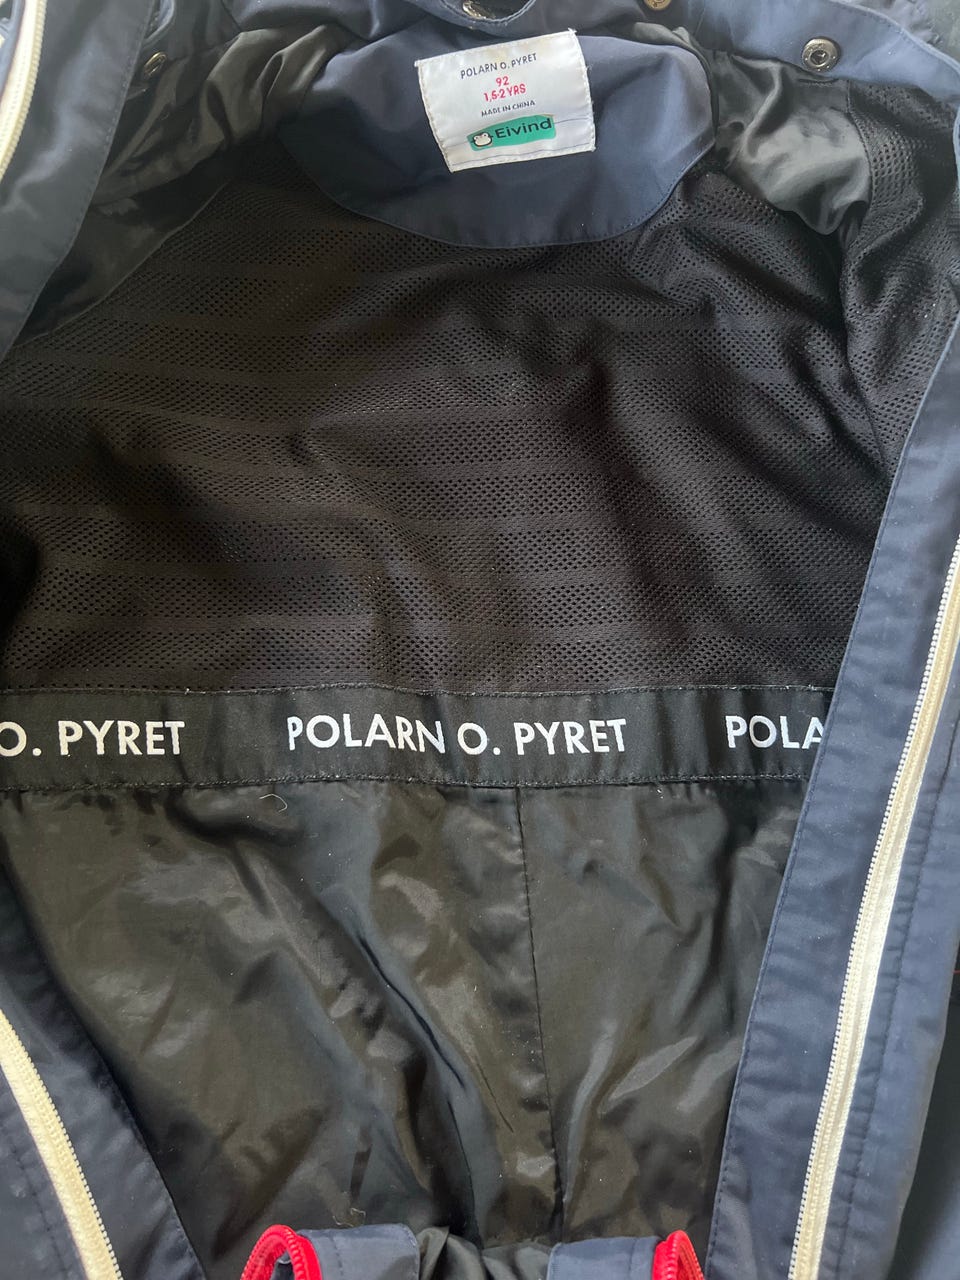 POLARN O. PYRET
92
1,5-2 YRS
MADE IN CHINA
Eivind
O. PYRET POLARN O. PYRET POLA